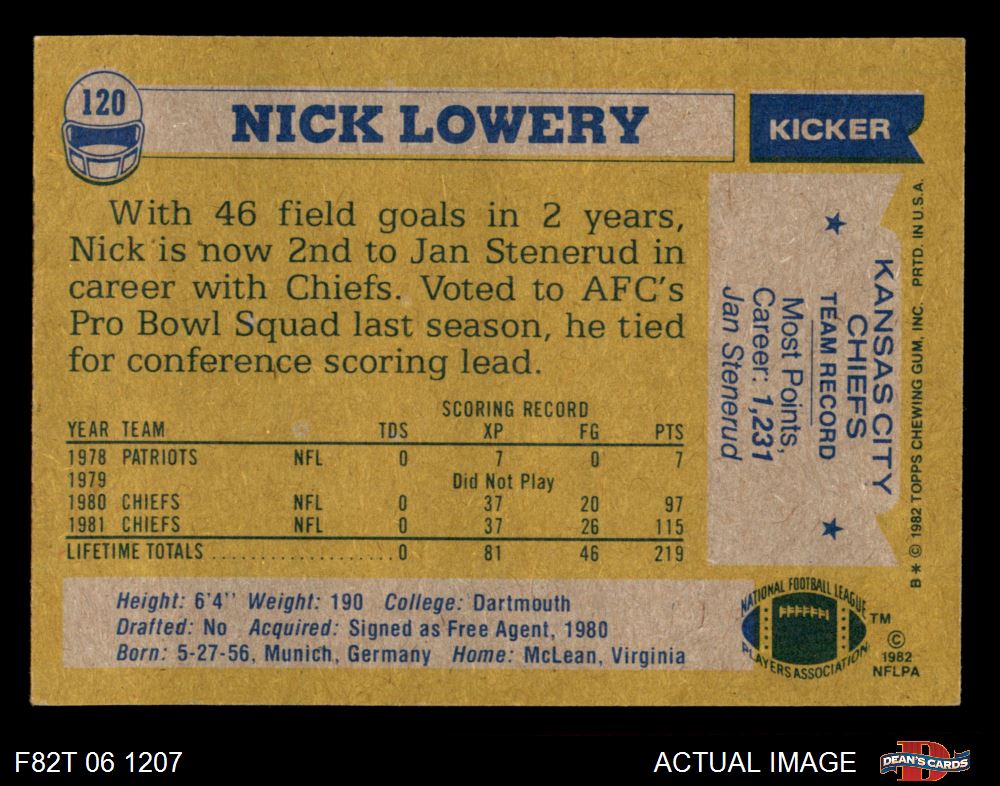 120
NICK LOWERY
KICKER
With 46 field goals in 2 years,
Nick is now 2nd to Jan Stenerud in
career with Chiefs. Voted to AFC's
Pro Bowl Squad last season, he tied
for conference scoring lead.
SCORING RECORD
YEAR TEAM TDS XP FG PTS
1978 PATRIOTS NFL 0 7 0 7
1979 Did Not Play
1980 CHIEFS NFL 0 37 20 97
1981 CHIEFS NFL 0 37 26 115
LIFETIME TOTALS ....................0 81 46 219
Height: 6'4" Weight: 190 College: Dartmouth
Drafted: No Acquired: Signed as Free Agent, 1980
Born: 5-27-56, Munich, Germany Home: McLean, Virginia
KANSAS CITY
CHIEFS
TEAM RECORD
Most Points,
Career: 1,231
Jan Stenerud
B* © 1982 TOPPS CHEWING GUM, INC. PRTD. IN U.S.A.
NATIONAL FOOTBALL LEAGUE
PLAYERS ASSOCIATION
TM
©
1982
NFLPA
F82T 06 1207
ACTUAL IMAGE
DEAN'S CARDS